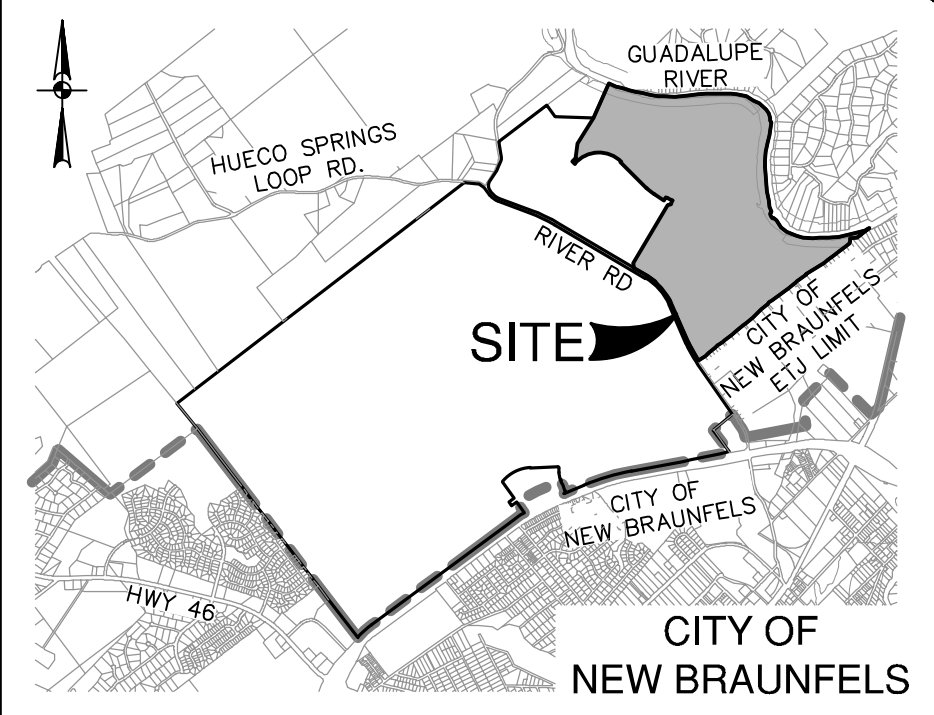 GUADALUPE
RIVER
HUECO SPRINGS
LOOP RD.
RIVER RD
SITE
CITY OF
NEW BRAUNFELS
ETJ LIMIT
CITY OF
NEW BRAUNFELS
HWY 46
CITY OF
NEW BRAUNFELS